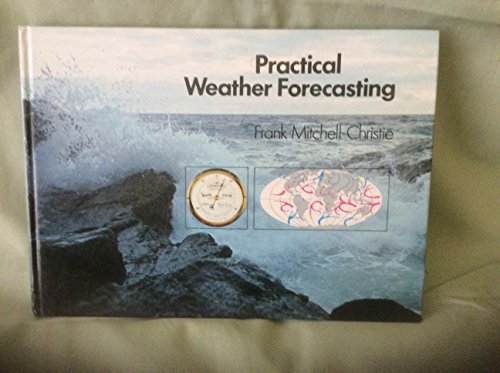 Practical
Weather Forecasting
Frank Mitchell-Christie